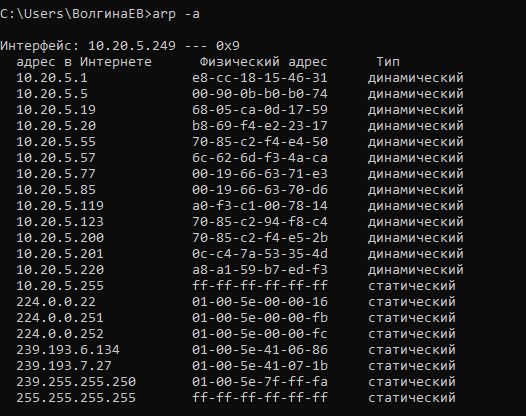 C:\Users\ВолгинаЕВ>arp -a
Интерфейс: 10.20.5.249 --- 0x9
адрес в Интернете Физический адрес Тип
10.20.5.1 e8-cc-18-15-46-31 динамический
10.20.5.5 00-90-0b-b0-b0-74 динамический
10.20.5.19 68-05-ca-0d-17-59 динамический
10.20.5.20 b8-69-f4-e2-23-17 динамический
10.20.5.55 70-85-c2-f4-e4-50 динамический
10.20.5.57 6c-62-6d-f3-4a-ca динамический
10.20.5.77 00-19-66-63-71-e3 динамический
10.20.5.85 00-19-66-63-70-d6 динамический
10.20.5.119 a0-f3-c1-00-78-14 динамический
10.20.5.123 70-85-c2-94-f8-c4 динамический
10.20.5.200 70-85-c2-f4-e5-2b динамический
10.20.5.201 0c-c4-7a-53-35-4d динамический
10.20.5.220 a8-a1-59-b7-ed-f3 динамический
10.20.5.255 ff-ff-ff-ff-ff-ff статический
224.0.0.22 01-00-5e-00-00-16 статический
224.0.0.251 01-00-5e-00-00-fb статический
224.0.0.252 01-00-5e-00-00-fc статический
239.193.6.134 01-00-5e-41-06-86 статический
239.193.7.27 01-00-5e-41-07-1b статический
239.255.255.250 01-00-5e-7f-ff-fa статический
255.255.255.255 ff-ff-ff-ff-ff-ff статический